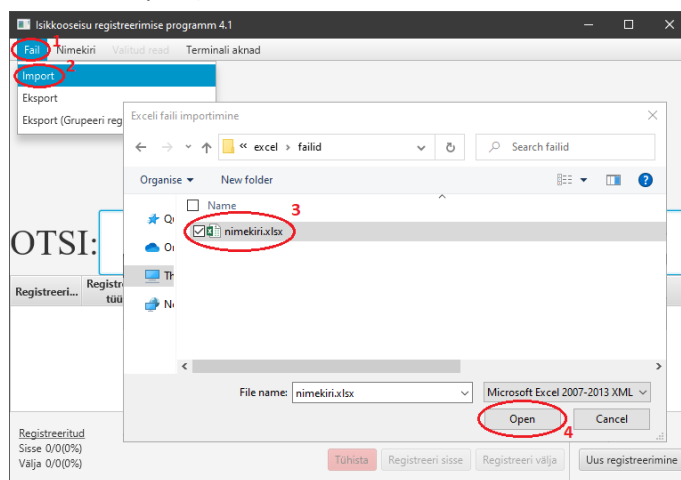 Isikkooseisu registreerimise programm 4.1
Fail 1 Nimekiri Valitud read Terminali aknad
Import 2
Eksport
Eksport (Grupeeri reg
Exceli faili importimine
« excel › failid
Search failid
Organise New folder
Name
3
nimekiri.xlsx
OTSI:
Registreeri...
Registr
tüü
File name: nimekiri.xlsx
Microsoft Excel 2007-2013 XML
Open Cancel
4
Registreeritud
Sisse 0/0(0%)
Välja 0/0(0%)
Tühista Registreeri sisse Registreeri välja Uus registreerimine